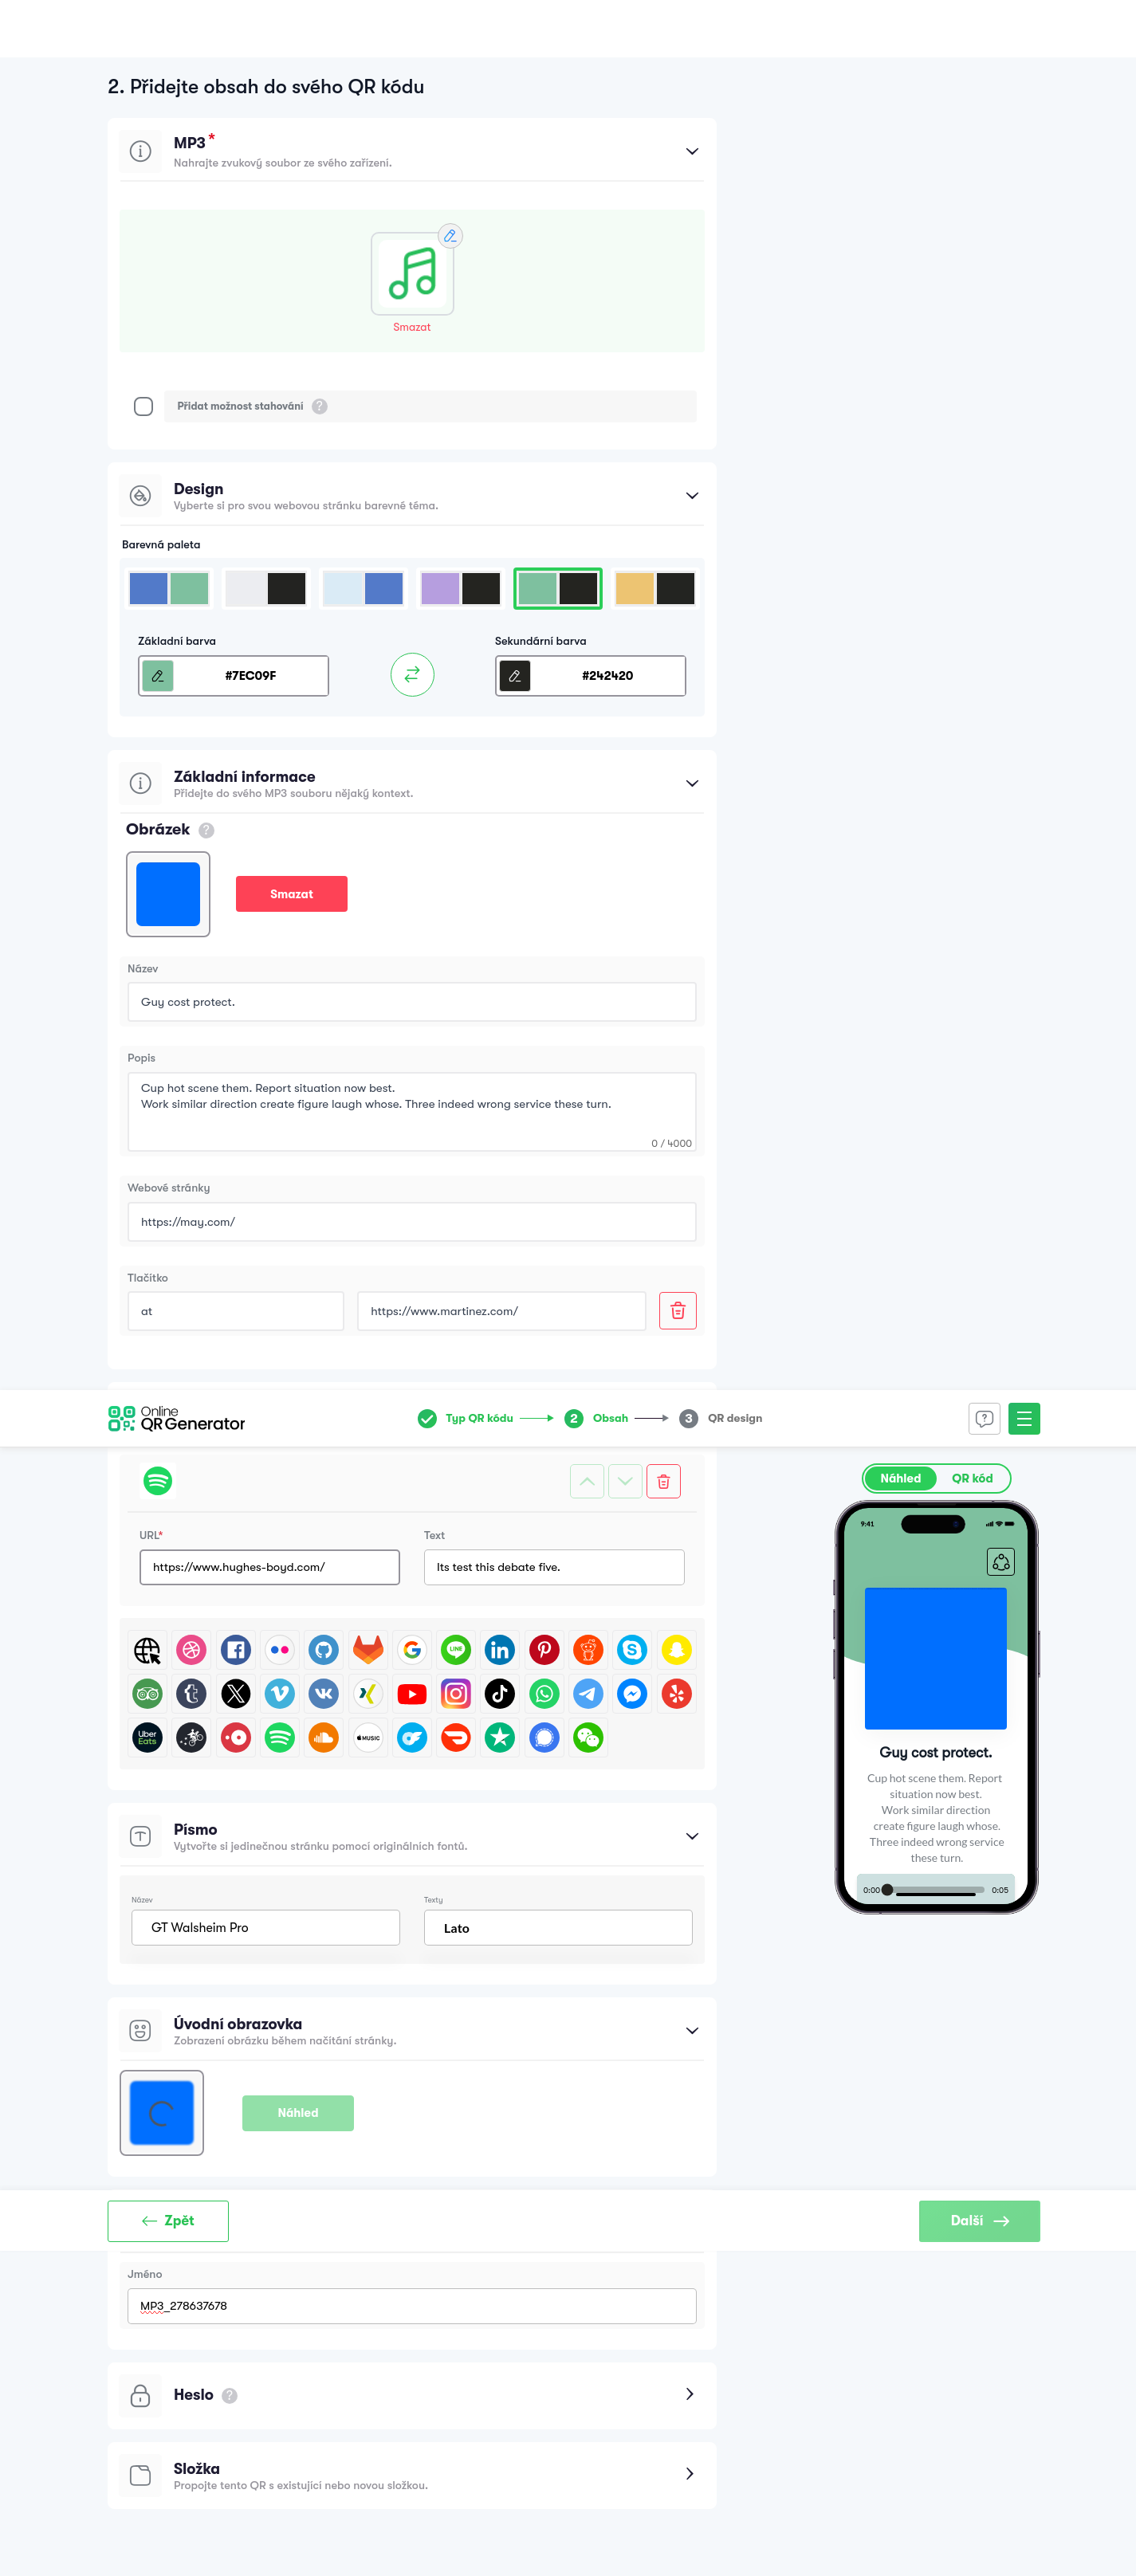 2. Přidejte obsah do svého QR kódu
MP3*
Nahrajte zvukový soubor ze svého zařízení.
Smazat
Přidat možnost stahování ?
Design
Vyberte si pro svou webovou stránku barevné téma.
Barevná paleta
Základní barva
Sekundární barva
#7EC09F
#242420
Základní informace
Přidejte do svého MP3 souboru nějaký kontext.
Obrázek ?
Smazat
Název
Guy cost protect.
Popis
Cup hot scene them. Report situation now best.
Work similar direction create figure laugh whose. Three indeed wrong service these turn.
0 / 4000
Webové stránky
https://may.com/
Tlačítko
at
https://www.martinez.com/
Online
QR Generator
Typ QR kódu
2 Obsah
3 QR design
Náhled
QR kód
URL*
Text
https://www.hughes-boyd.com/
Its test this debate five.
9:41
LINE
Uber
Eats
MUSIC
Guy cost protect.
Cup hot scene them. Report
situation now best.
Work similar direction
create figure laugh whose.
Three indeed wrong service
these turn.
0:00
0:05
Písmo
Vytvořte si jedinečnou stránku pomocí originálních fontů.
Název
Texty
GT Walsheim Pro
Lato
Úvodní obrazovka
Zobrazení obrázku během načítání stránky.
Náhled
Zpět
Další
Jméno
MP3_278637678
Heslo ?
Složka
Propojte tento QR s existující nebo novou složkou.